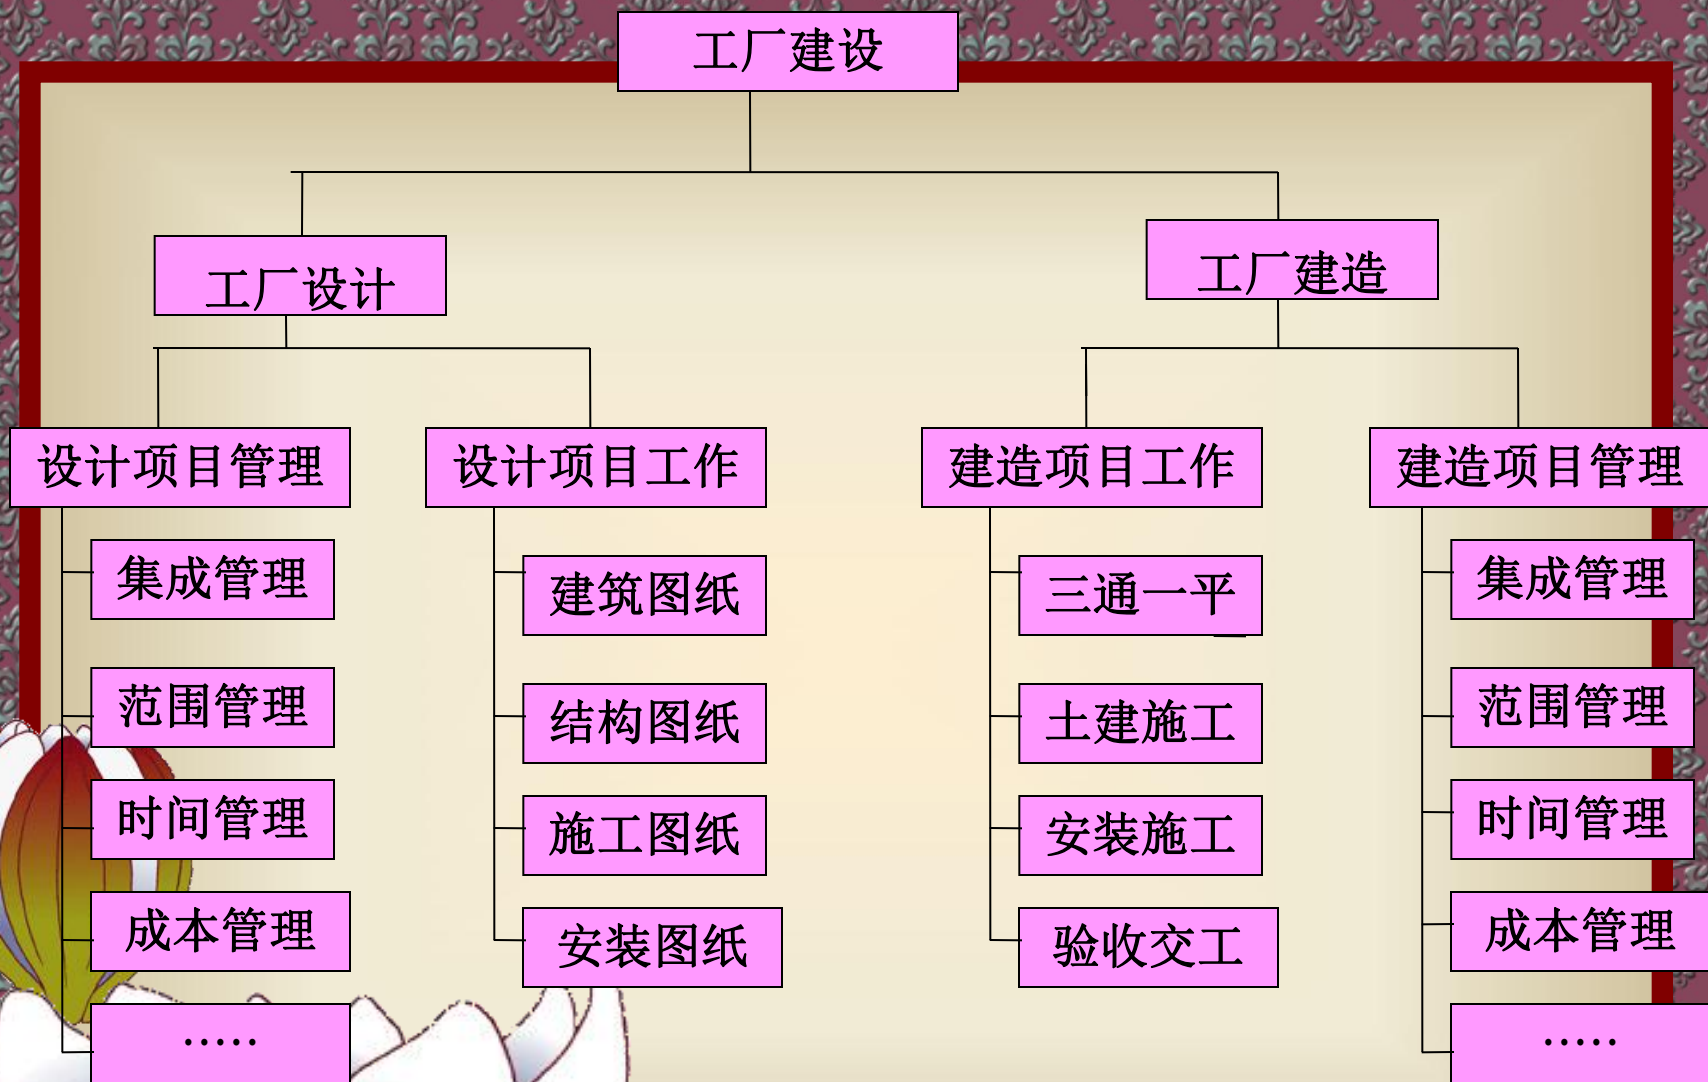 工厂建设
工厂设计
工厂建造
设计项目管理
设计项目工作
建造项目工作
建造项目管理
集成管理
范围管理
时间管理
成本管理
·····
建筑图纸
结构图纸
施工图纸
安装图纸
三通一平
土建施工
安装施工
验收交工
集成管理
范围管理
时间管理
成本管理
·····